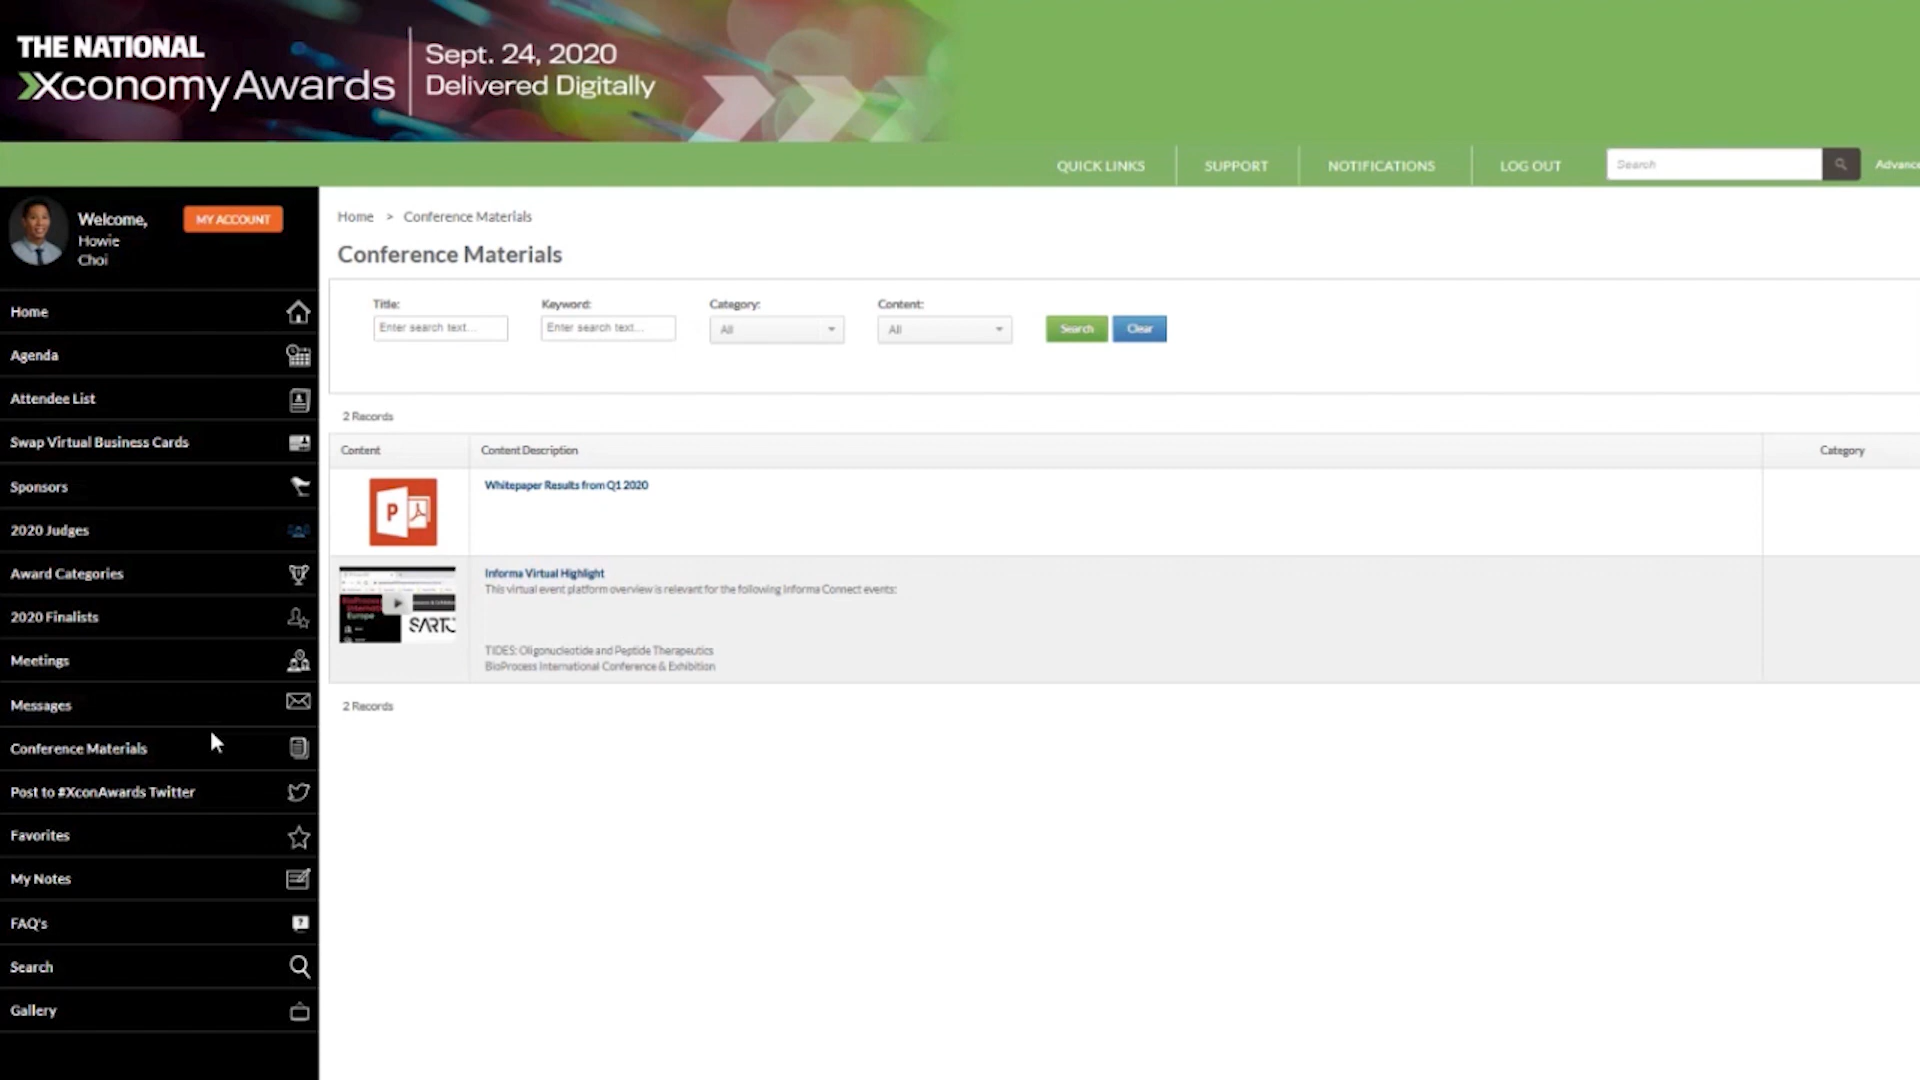 THE NATIONAL
Xconomy Awards
Sept. 24, 2020
Delivered Digitally
QUICK LINKS
SUPPORT
NOTIFICATIONS
LOG OUT
Search
Welcome,
Howie
Choi
MY ACCOUNT
Home
Agenda
Attendee List
Swap Virtual Business Cards
Sponsors
2020 Judges
Award Categories
2020 Finalists
Meetings
Messages
Conference Materials
Post to #XconAwards Twitter
Favorites
My Notes
FAQ's
Search
Gallery
Home > Conference Materials
Conference Materials
Title: Keyword: Category: Content:
Enter search text... Enter search text... All All Search Clear
2 Records
Content Content Description Category
Whitepaper Results from Q1 2020
Informa Virtual Highlight
This virtual event platform overview is relevant for the following Informa Connect events:
TIDES: Oligonucleotide and Peptide Therapeutics
BioProcess International Conference & Exhibition
2 Records